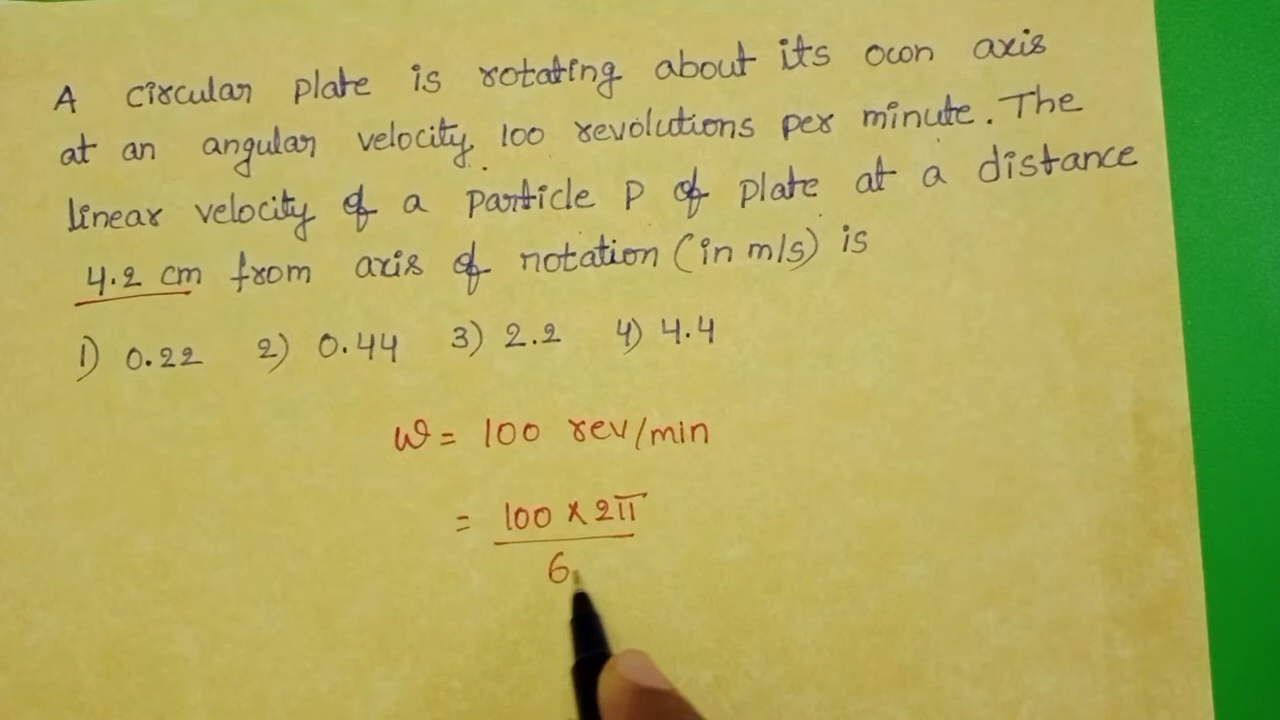 A circular plate is rotating about its own axis
at an angular velocity 100 revolutions per minute. The
linear velocity of a particle P of plate at a distance
4.2 cm from axis of rotation (in m/s) is
1) 0.22 2) 0.44 3) 2.2 4) 4.4
ω = 100 rev/min
= 100 × 2π
6